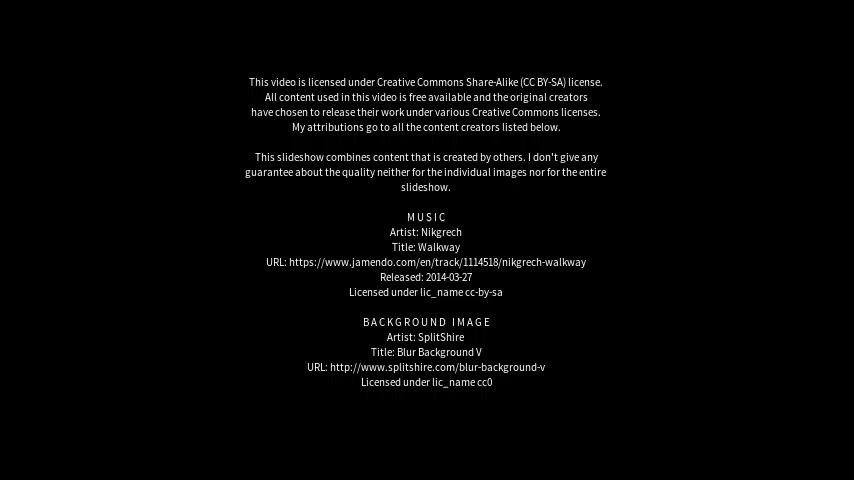 This video is licensed under Creative Commons Share-Alike (CC BY-SA) license.
All content used in this video is free available and the original creators
have chosen to release their work under various Creative Commons licenses.
My attributions go to all the content creators listed below.
This slideshow combines content that is created by others. I don't give any
guarantee about the quality neither for the individual images nor for the entire
slideshow.
M U S I C
Artist: Nikgrech
Title: Walkway
URL: https://www.jamendo.com/en/track/1114518/nikgrech-walkway
Released: 2014-03-27
Licensed under lic_name cc-by-sa
B A C K G R O U N D  I M A G E
Artist: SplitShire
Title: Blur Background V
URL: http://www.splitshire.com/blur-background-v
Licensed under lic_name cc0